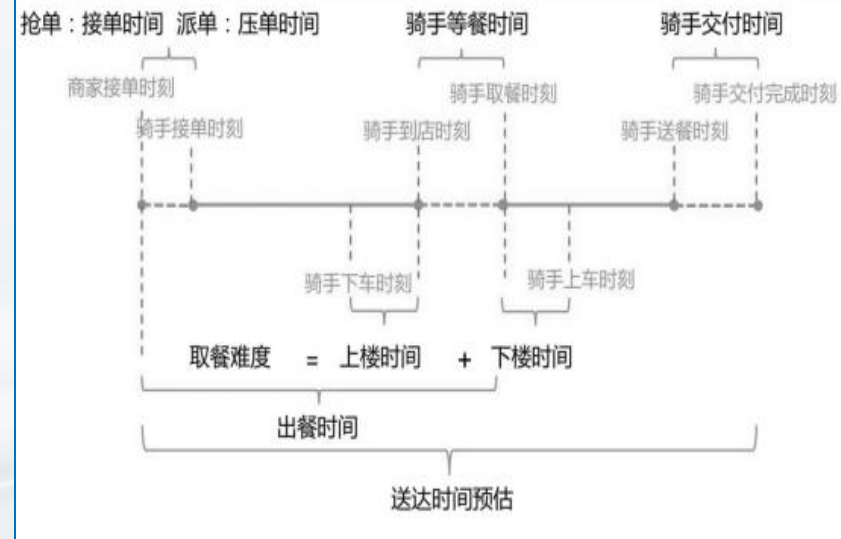 抢单：接单时间 派单：压单时间 骑手等餐时间 骑手交付时间
商家接单时刻 骑手取餐时刻 骑手交付完成时刻
骑手接单时刻 骑手到店时刻 骑手送餐时刻
骑手下车时刻 骑手上车时刻
取餐难度 = 上楼时间 + 下楼时间
出餐时间
送达时间预估